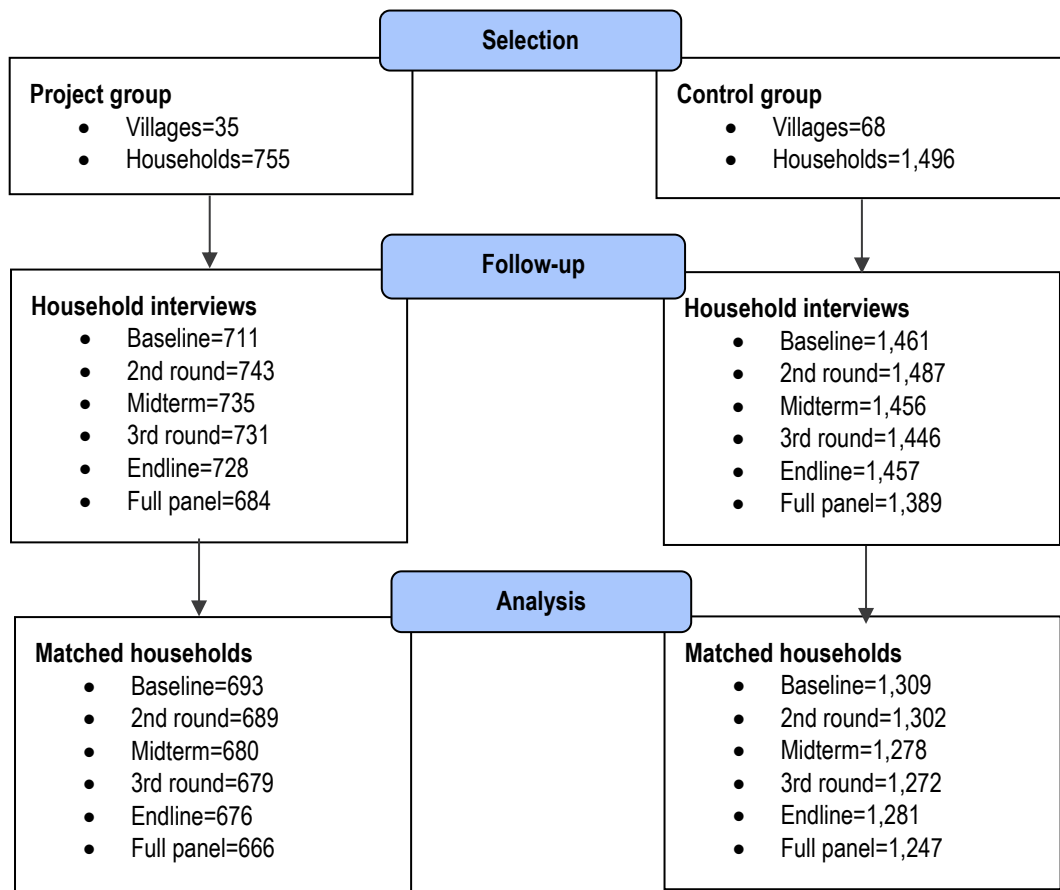 Selection
Project group
• Villages=35
• Households=755
Control group
• Villages=68
• Households=1,496
Follow-up
Household interviews
• Baseline=711
• 2nd round=743
• Midterm=735
• 3rd round=731
• Endline=728
• Full panel=684
Household interviews
• Baseline=1,461
• 2nd round=1,487
• Midterm=1,456
• 3rd round=1,446
• Endline=1,457
• Full panel=1,389
Analysis
Matched households
• Baseline=693
• 2nd round=689
• Midterm=680
• 3rd round=679
• Endline=676
• Full panel=666
Matched households
• Baseline=1,309
• 2nd round=1,302
• Midterm=1,278
• 3rd round=1,272
• Endline=1,281
• Full panel=1,247